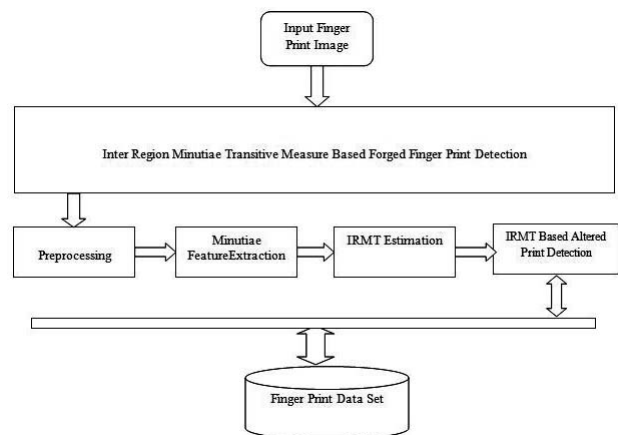 Input Finger
Print Image
Inter Region Minutiae Transitive Measure Based Forged Finger Print Detection
Preprocessing
Minutiae
FeatureExtraction
IRMT Estimation
IRMT Based Altered
Print Detection
Finger Print Data Set